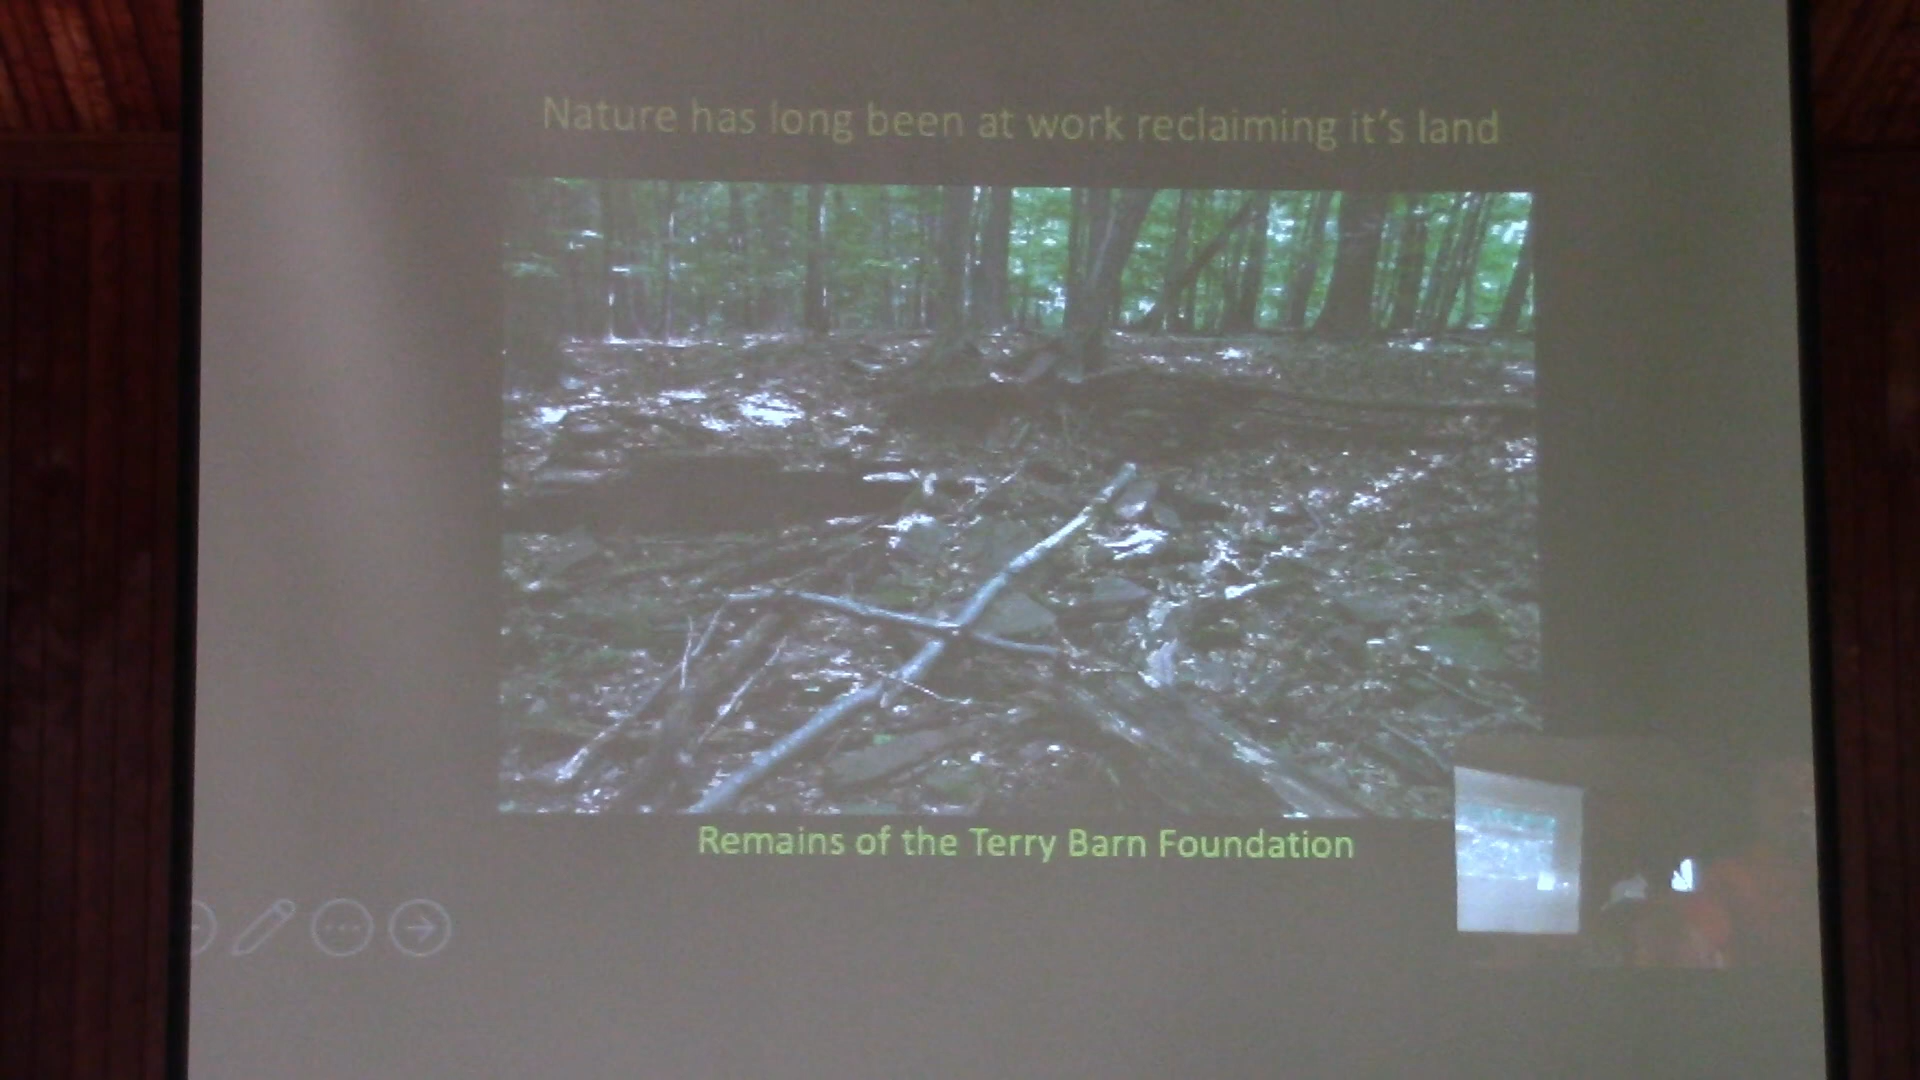 Nature has long been at work reclaiming it's land
Remains of the Terry Barn Foundation